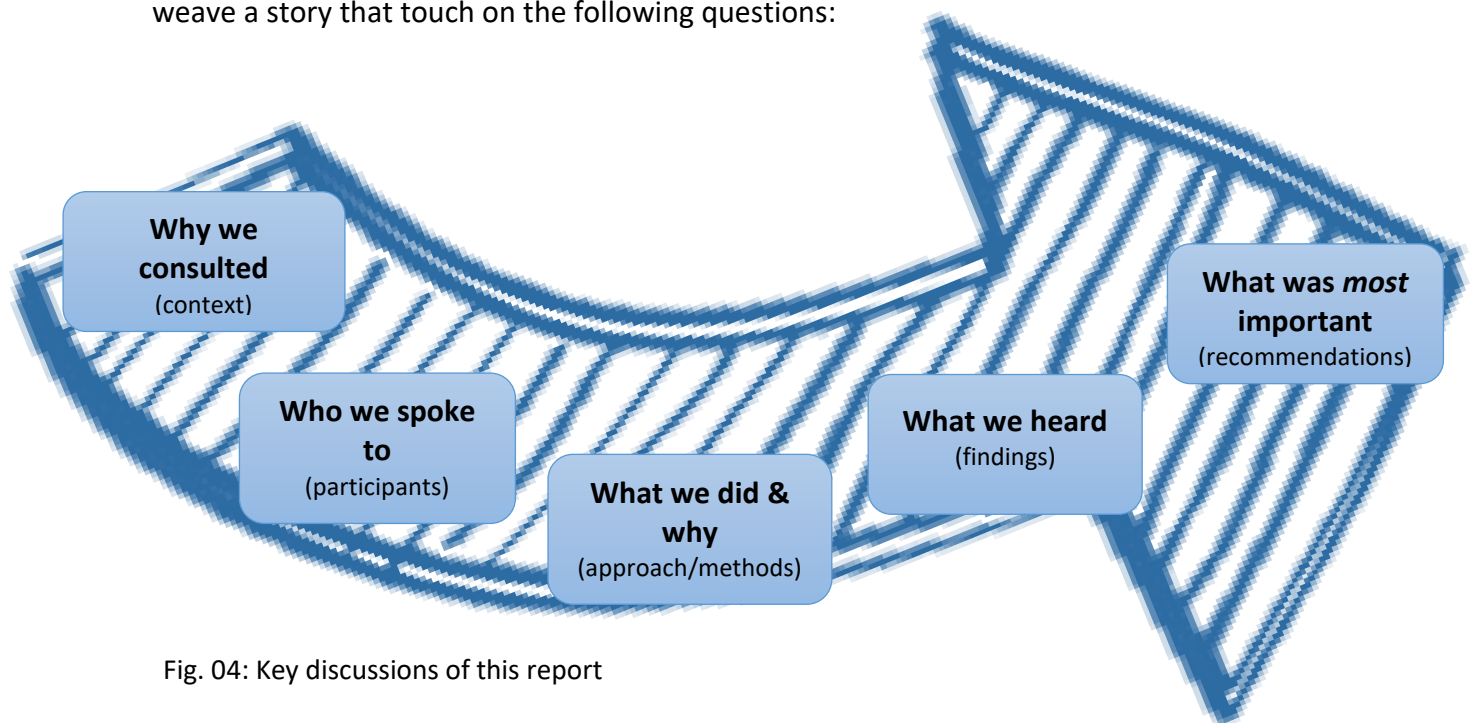 weave a story that touch on the following questions:
Why we
consulted
(context)
Who we spoke
to
(participants)
What we did &
why
(approach/methods)
What we heard
(findings)
What was most
important
(recommendations)
Fig. 04: Key discussions of this report